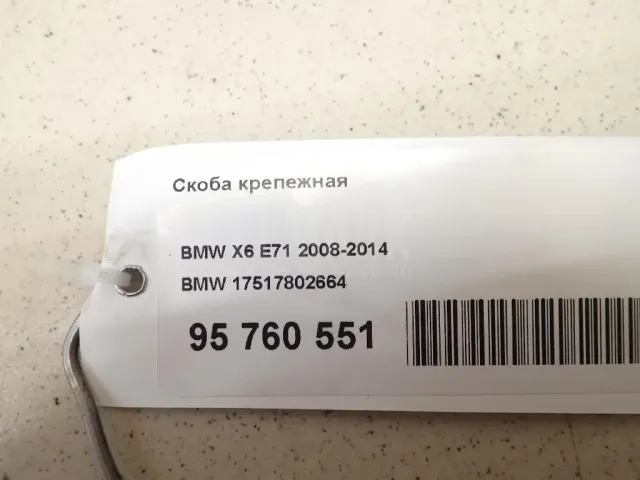 Скоба крепежная
BMW X6 E71 2008-2014
BMW 17517802664
95 760 551